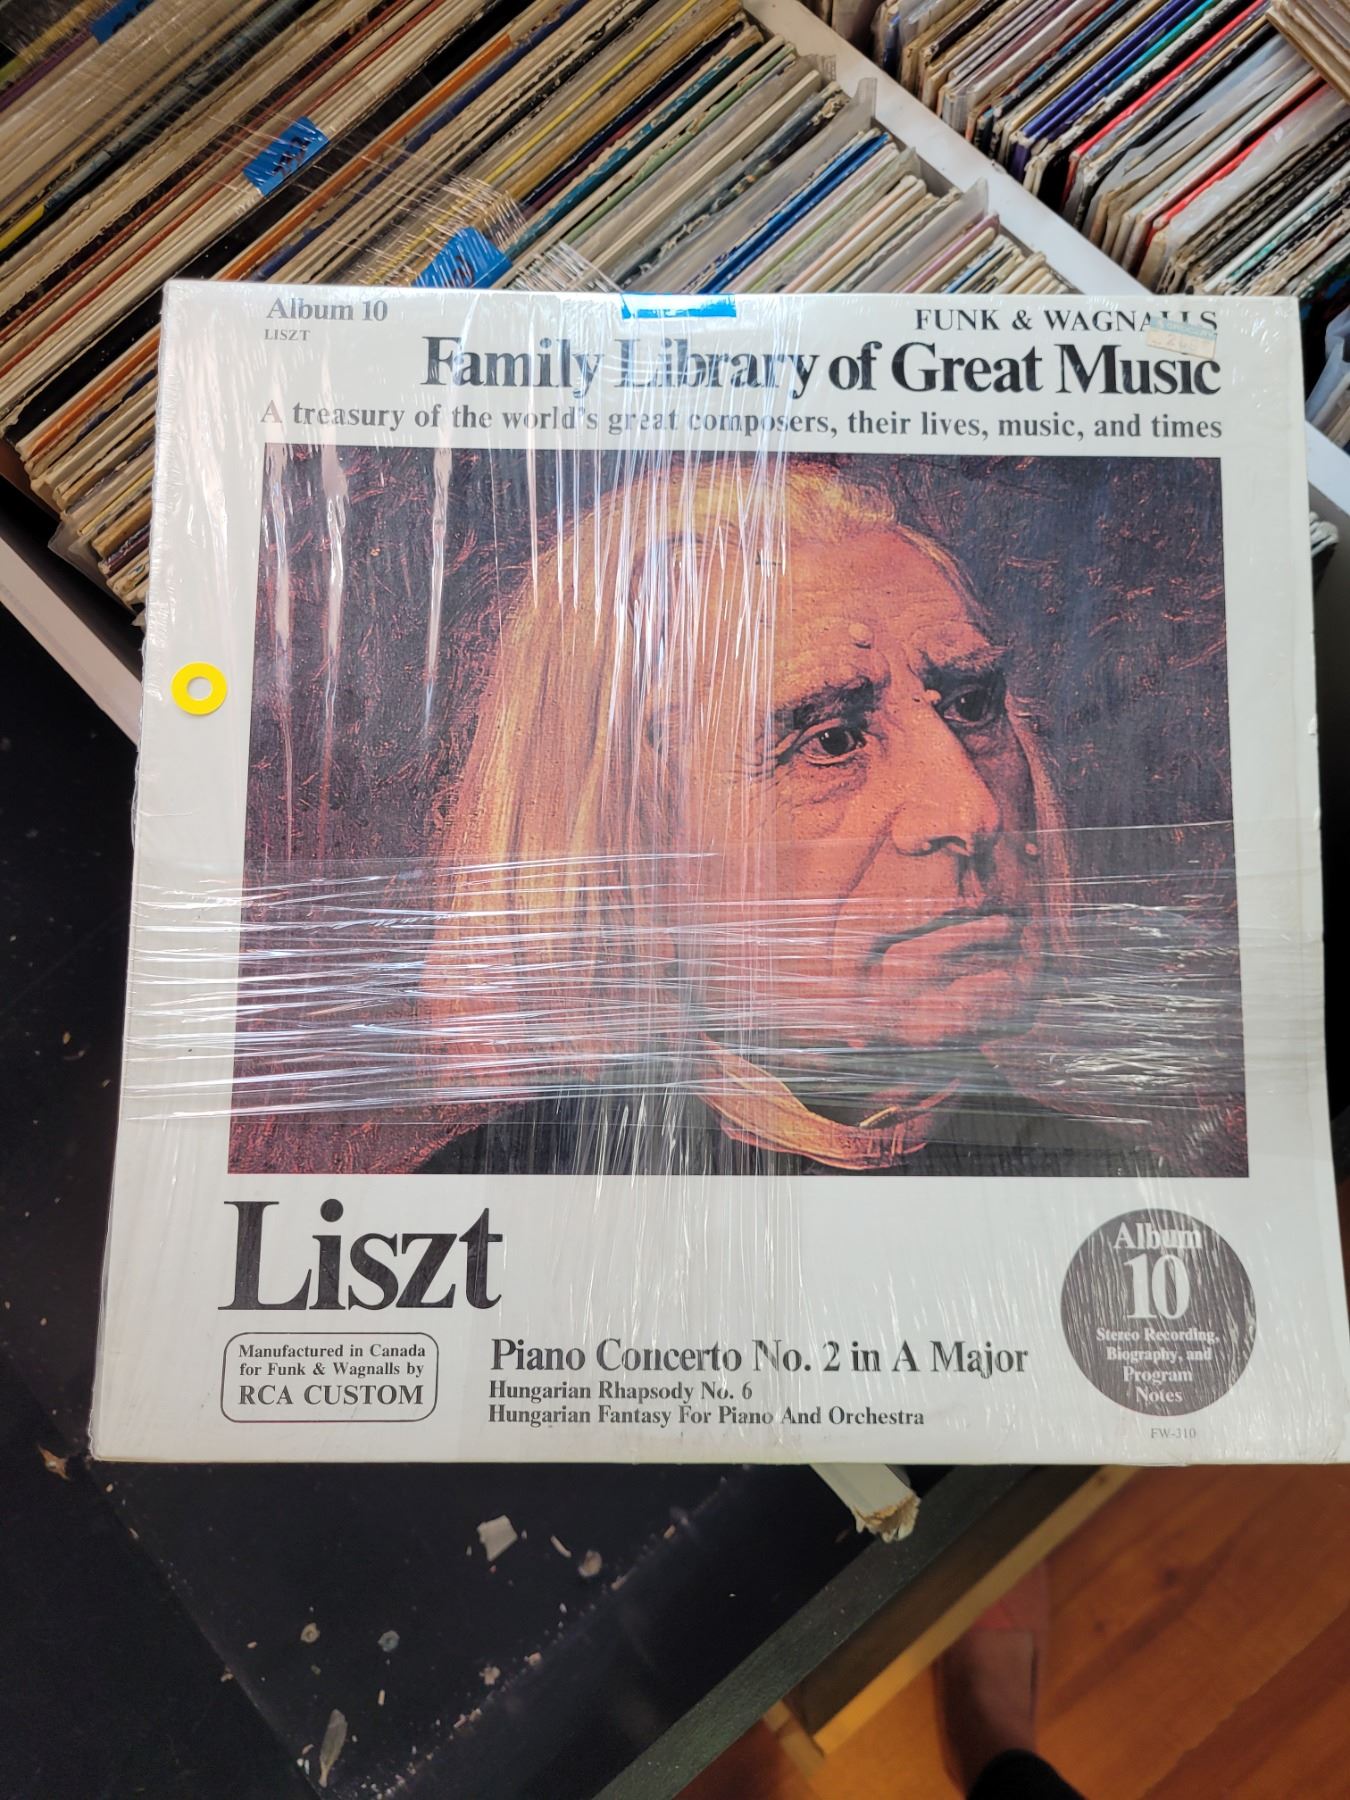 Album 10
LISZT
FUNK & WAGNALLS
Family Library of Great Music
A treasury of the world's great composers, their lives, music, and times
Liszt
Manufactured in Canada
for Funk & Wagnalls by
RCA CUSTOM
Piano Concerto No. 2 in A Major
Hungarian Rhapsody No. 6
Hungarian Fantasy For Piano And Orchestra
Album
10
Stereo Recording,
Biography, and
Program
Notes
FW-310